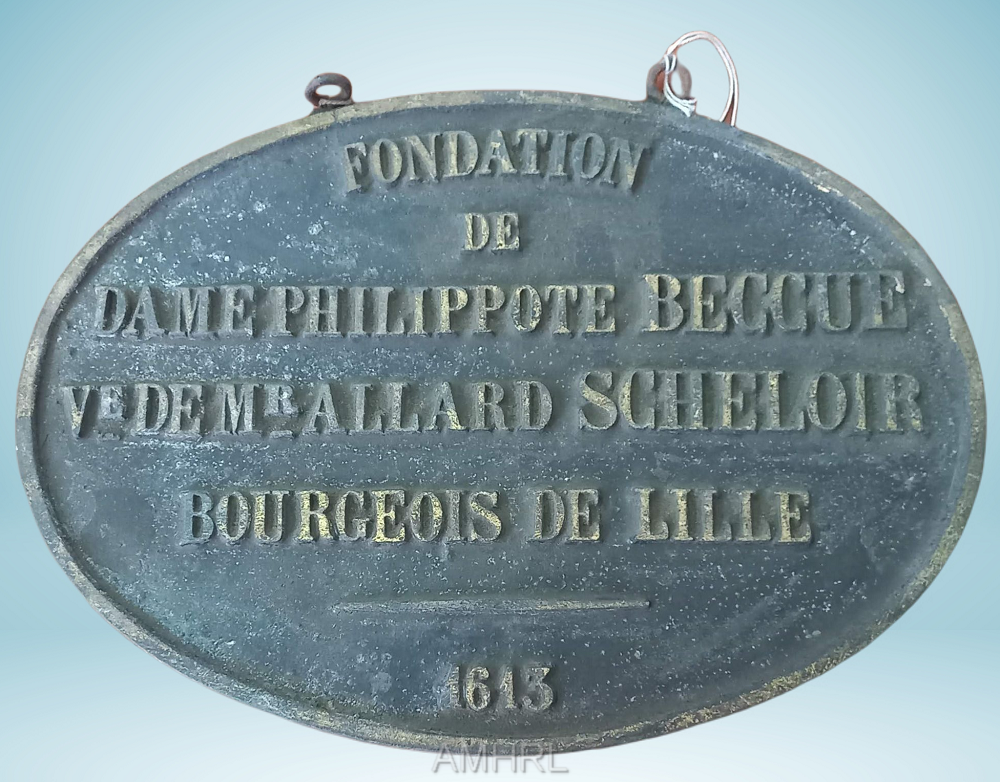 FONDATION
DE
DAME PHILIPPOTE BECCUE
VE DE MR ALLARD SCHELOIR
BOURGEOIS DE LILLE
1613
AMHRL